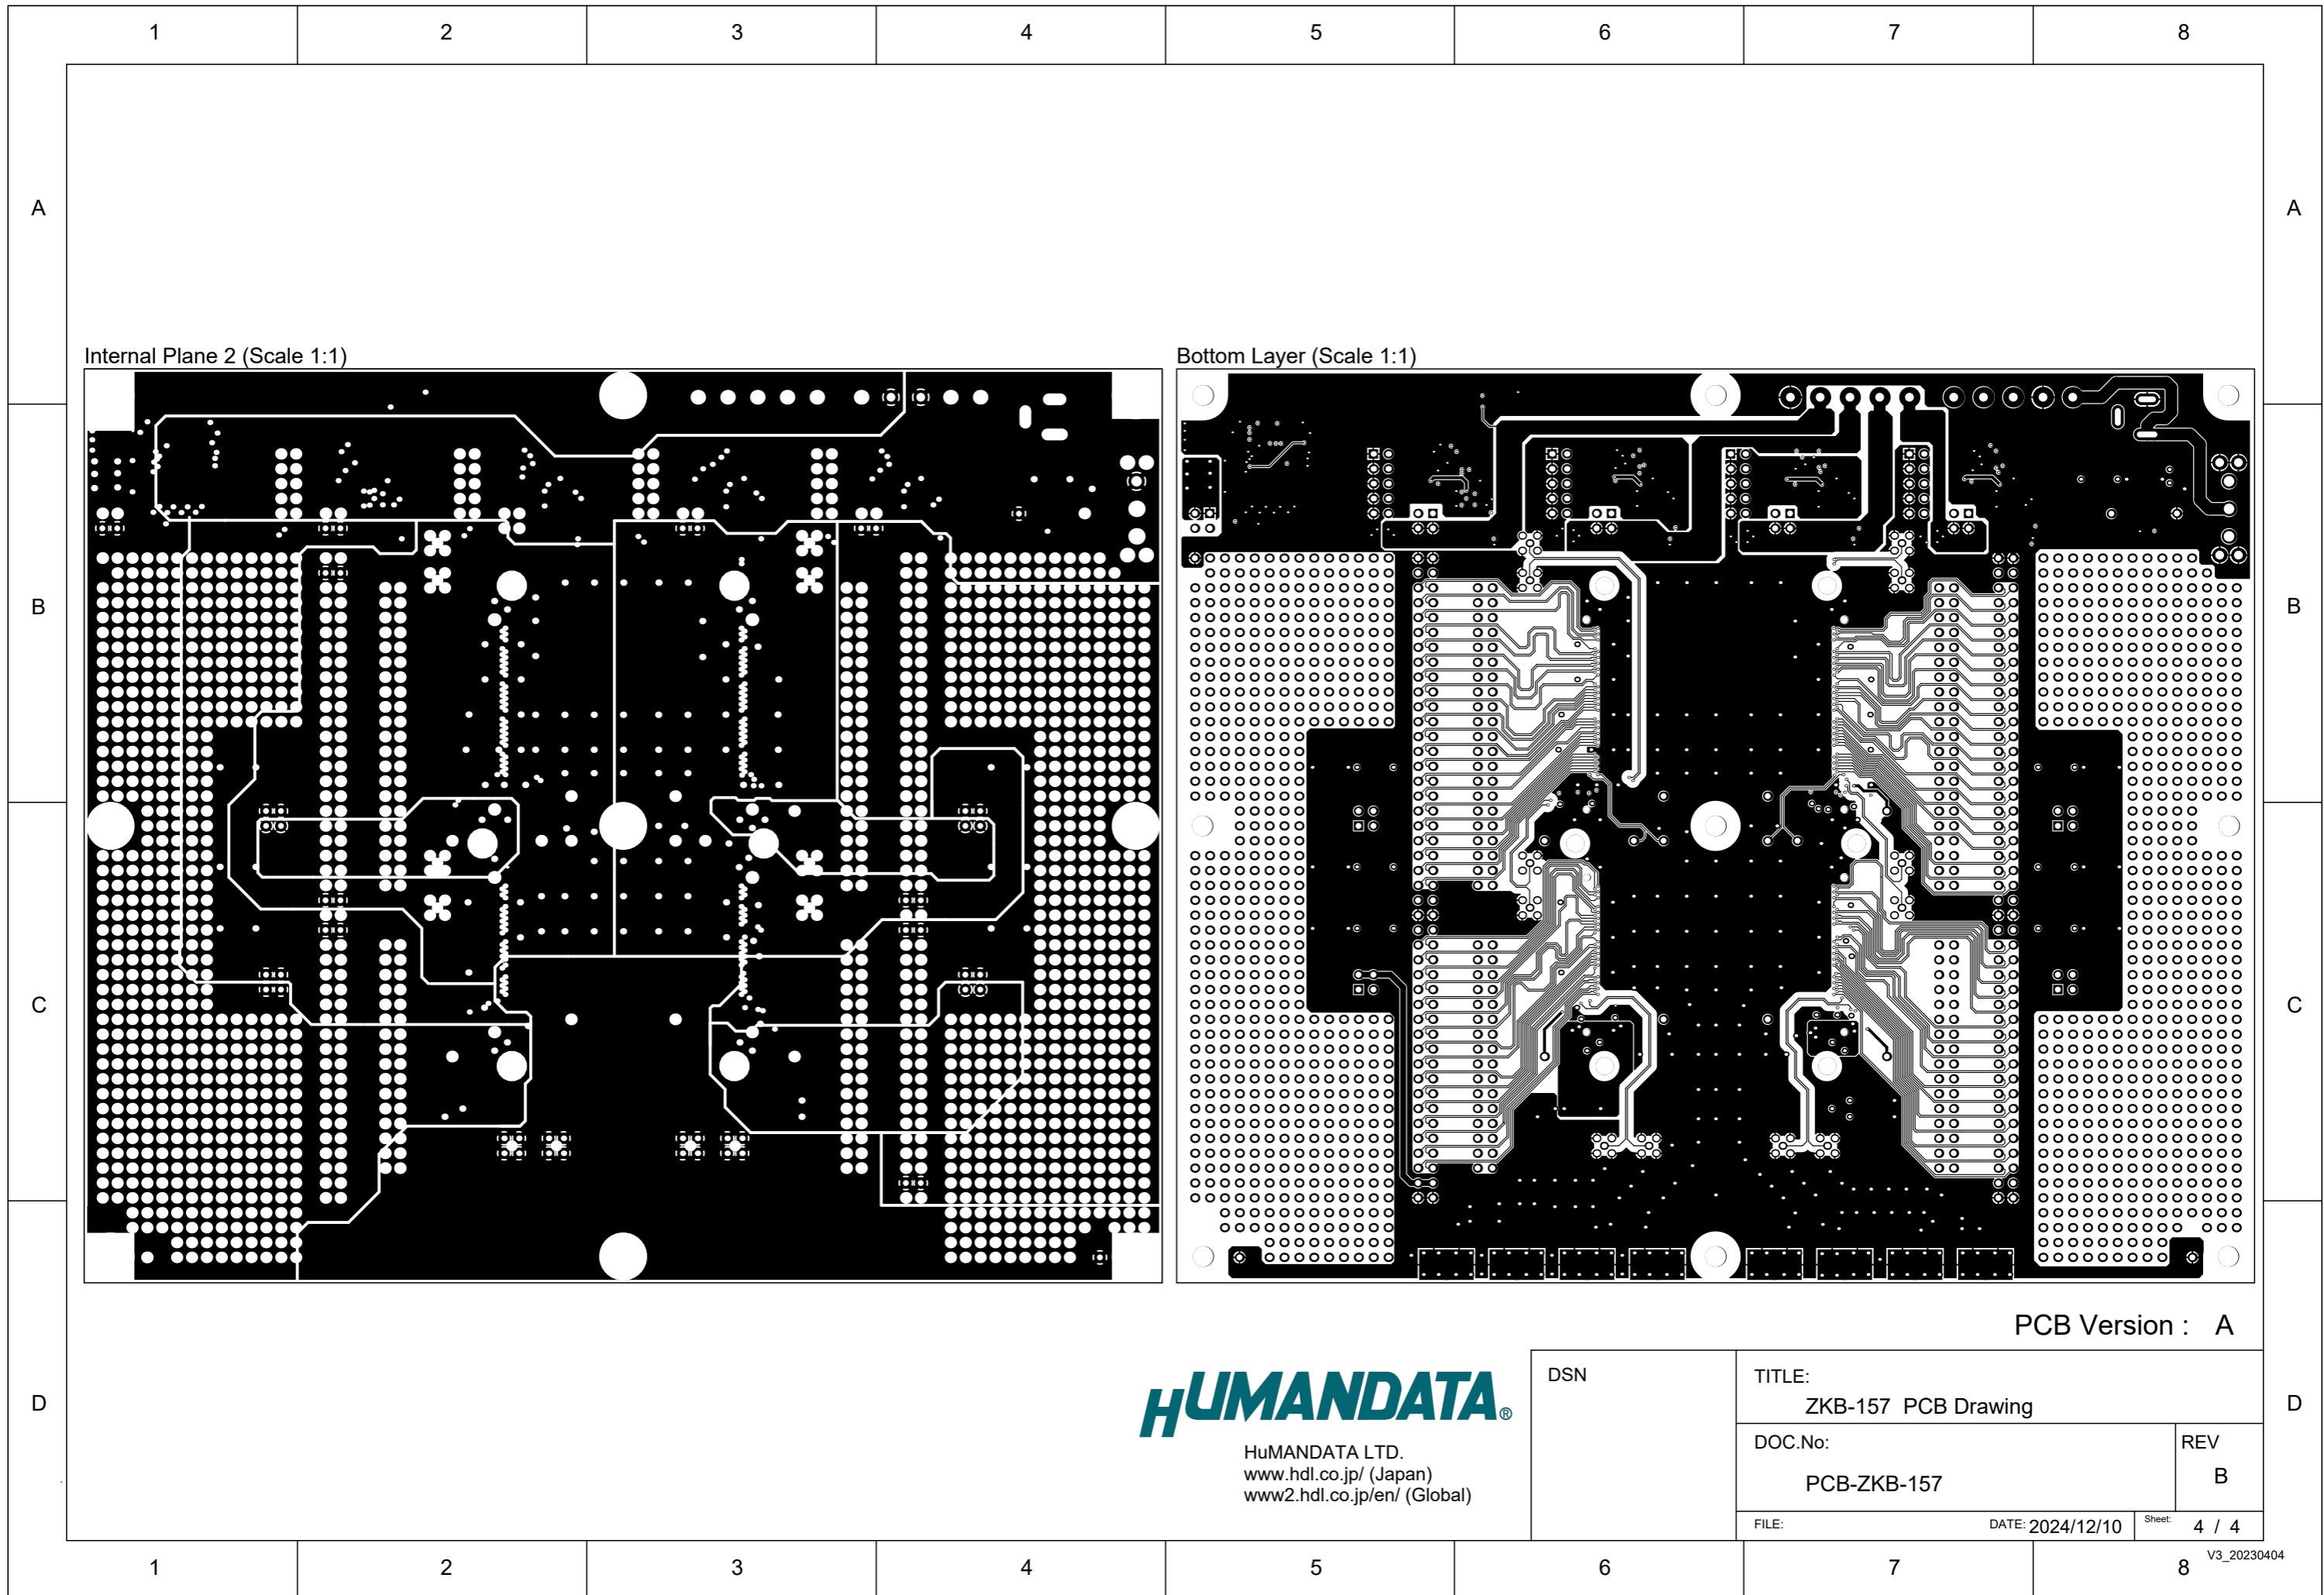 1 2 3 4 5 6 7 8
A A
Internal Plane 2 (Scale 1:1) Bottom Layer (Scale 1:1)
B B
C C
PCB Version : A
D D
HUMANDATA®
HuMANDATA LTD.
www.hdl.co.jp/ (Japan)
www2.hdl.co.jp/en/ (Global)
DSN
TITLE:
ZKB-157 PCB Drawing
DOC.No:
PCB-ZKB-157
REV
B
FILE:
DATE: 2024/12/10
Sheet: 4 / 4
V3_20230404
1 2 3 4 5 6 7 8